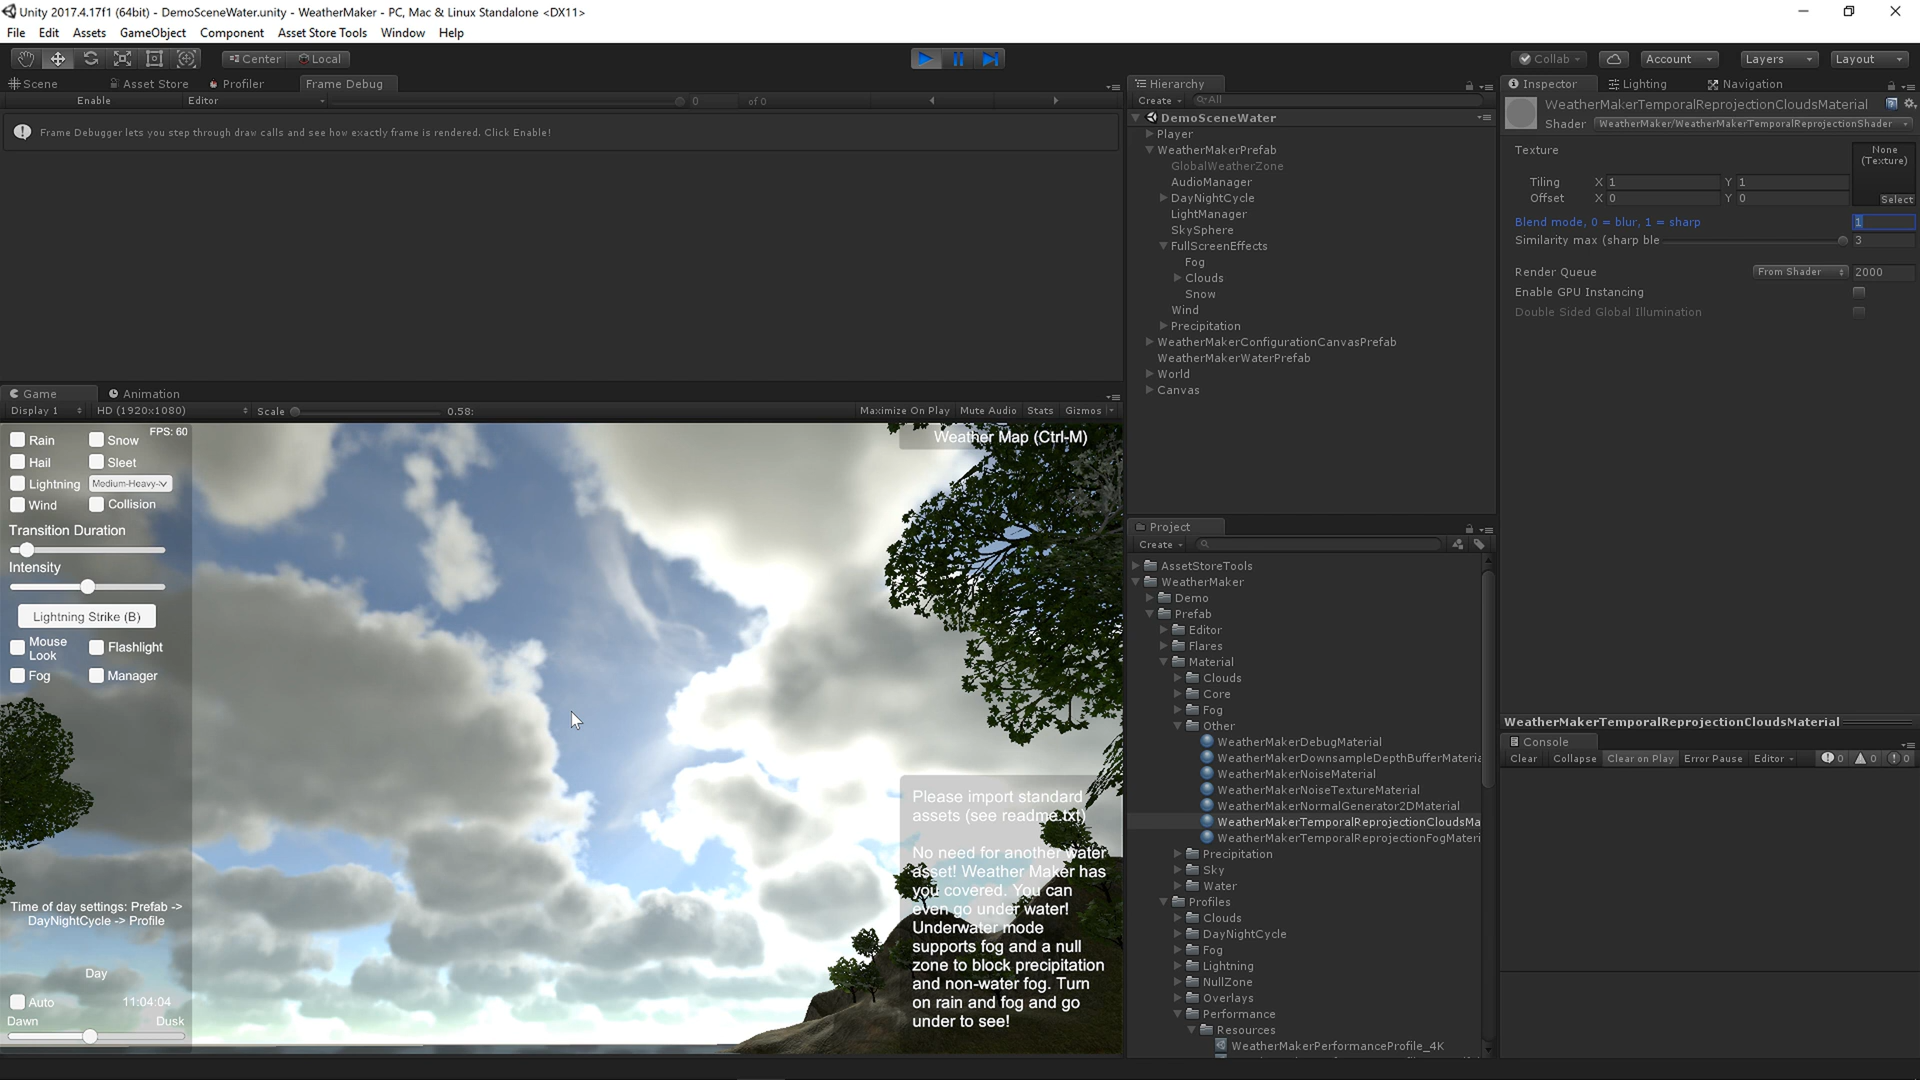 Unity 2017.4.17f1 (64bit) - DemoSceneWater.unity - WeatherMaker - PC, Mac & Linux Standalone <DX11>
File Edit Assets GameObject Component Asset Store Tools Window Help
Center Local
Collab Account Layers Layout
Scene Asset Store Profiler Frame Debug
Enable Editor 0 of 0
Frame Debugger lets you step through draw calls and see how exactly frame is rendered. Click Enable!
Game Animation
Display 1 HD (1920x1080) Scale 0.58: Maximize On Play Mute Audio Stats Gizmos
FPS: 60
Rain Snow
Hail Sleet
Lightning Medium-Heavy-
Wind Collision
Transition Duration
Intensity
Lightning Strike (B)
Mouse Look Flashlight
Fog Manager
Time of day settings: Prefab ->
DayNightCycle -> Profile
Day
Auto 11:04:04
Dawn Dusk
Weather Map (Ctrl-M)
Please import standard
assets (see readme.txt)
No need for another water
asset! Weather Maker has
you covered. You can
even go under water!
Underwater mode
supports fog and a null
zone to block precipitation
and non-water fog. Turn
on rain and fog and go
under to see!
Hierarchy
Create All
DemoSceneWater
Player
WeatherMakerPrefab
GlobalWeatherZone
AudioManager
DayNightCycle
LightManager
SkySphere
FullScreenEffects
Fog
Clouds
Snow
Wind
Precipitation
WeatherMakerConfigurationCanvasPrefab
WeatherMakerWaterPrefab
World
Canvas
Project
Create
AssetStoreTools
WeatherMaker
Demo
Prefab
Editor
Flares
Material
Clouds
Core
Fog
Other
WeatherMakerDebugMaterial
WeatherMakerDownsampleDepthBufferMateria
WeatherMakerNoiseMaterial
WeatherMakerNoiseTextureMaterial
WeatherMakerNormalGenerator2DMaterial
WeatherMakerTemporalReprojectionCloudsMa
WeatherMakerTemporalReprojectionFogMateri
Precipitation
Sky
Water
Profiles
Clouds
DayNightCycle
Fog
Lightning
NullZone
Overlays
Performance
Resources
WeatherMakerPerformanceProfile_4K
Inspector Lighting Navigation
WeatherMakerTemporalReprojectionCloudsMaterial
Shader WeatherMaker/WeatherMakerTemporalReprojectionShader
Texture None
(Texture)
Tiling X 1 Y 1
Offset X 0 Y 0 Select
Blend mode, 0 = blur, 1 = sharp 1
Similarity max (sharp ble 3
Render Queue From Shader 2000
Enable GPU Instancing
Double Sided Global Illumination
WeatherMakerTemporalReprojectionCloudsMaterial
Console
Clear Collapse Clear on Play Error Pause Editor 0 0 0